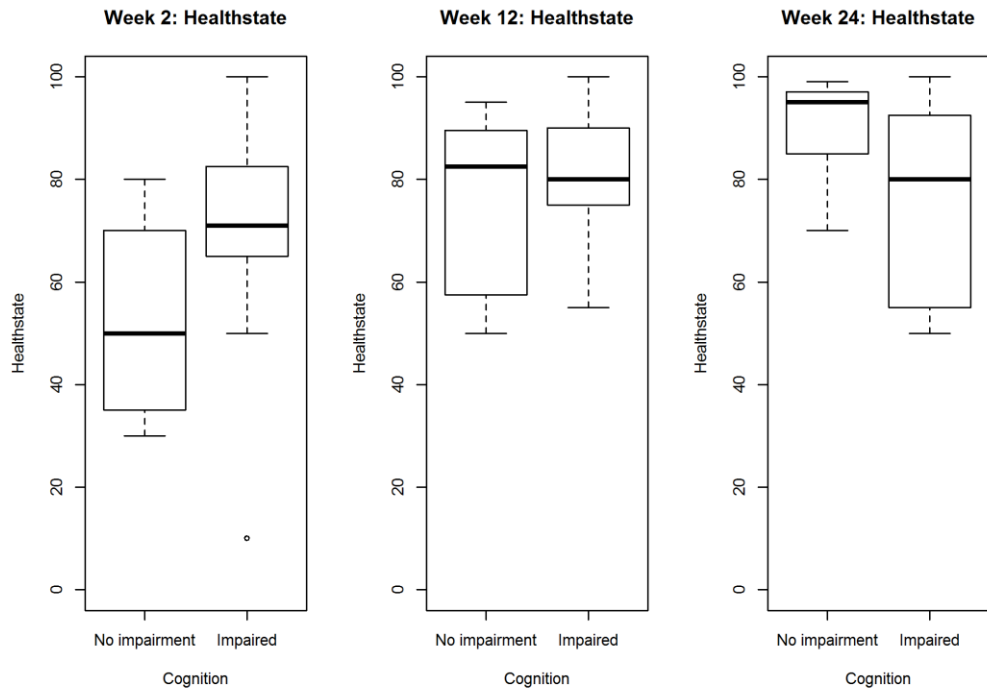 Week 2: Healthstate
Healthstate
100
80
60
40
20
0
No impairment Impaired
Cognition
Week 12: Healthstate
Healthstate
100
80
60
40
20
0
No impairment Impaired
Cognition
Week 24: Healthstate
Healthstate
100
80
60
40
20
0
No impairment Impaired
Cognition